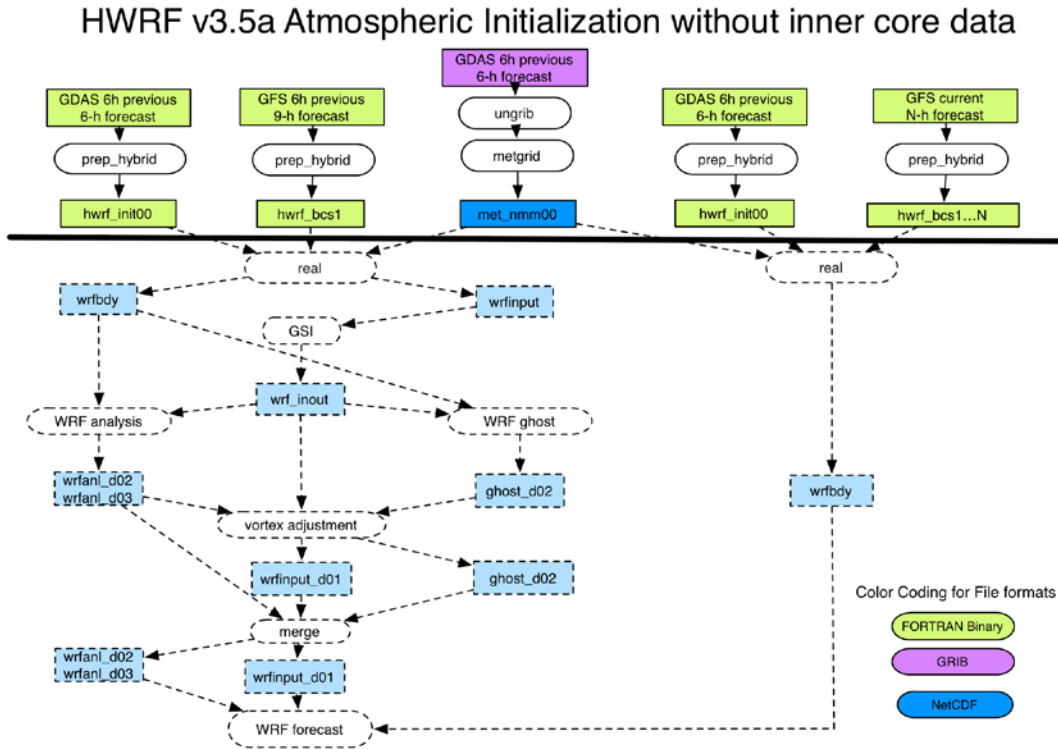 HWRF v3.5a Atmospheric Initialization without inner core data
GDAS 6h previous
6-h forecast
GDAS 6h previous
6-h forecast
GFS 6h previous
9-h forecast
GDAS 6h previous
6-h forecast
GFS current
N-h forecast
ungrib
prep_hybrid
prep_hybrid
metgrid
prep_hybrid
prep_hybrid
hwrf_init00
hwrf_bcs1
met_nmm00
hwrf_init00
hwrf_bcs1...N
real
real
wrfbdy
wrfinput
GSI
wrf_inout
WRF analysis
WRF ghost
wrfanl_d02
wrfanl_d03
ghost_d02
wrfbdy
vortex adjustment
wrfinput_d01
ghost_d02
Color Coding for File formats
FORTRAN Binary
merge
wrfanl_d02
wrfanl_d03
GRIB
wrfinput_d01
NetCDF
WRF forecast